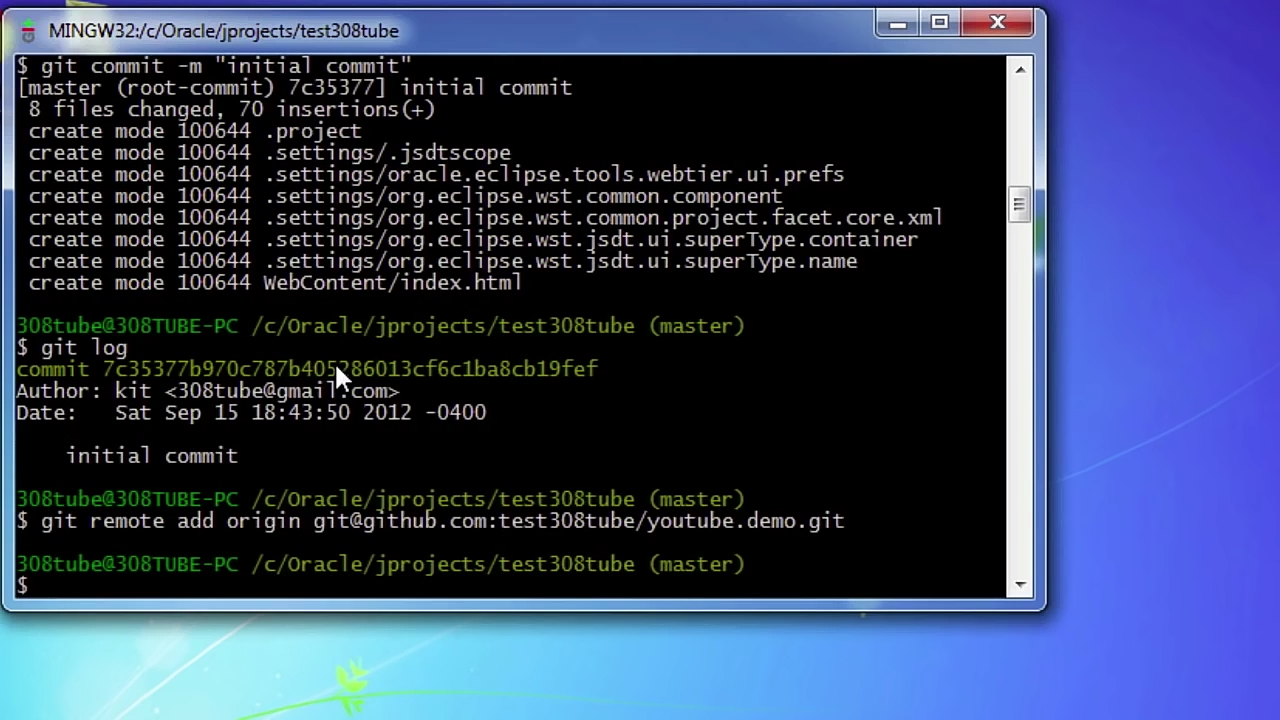 MINGW32:/c/Oracle/jprojects/test308tube
$ git commit -m "initial commit"
[master (root-commit) 7c35377] initial commit
8 files changed, 70 insertions(+)
create mode 100644 .project
create mode 100644 .settings/.jsdtscope
create mode 100644 .settings/oracle.eclipse.tools.webtier.ui.prefs
create mode 100644 .settings/org.eclipse.wst.common.component
create mode 100644 .settings/org.eclipse.wst.common.project.facet.core.xml
create mode 100644 .settings/org.eclipse.wst.jsdt.ui.superType.container
create mode 100644 .settings/org.eclipse.wst.jsdt.ui.superType.name
create mode 100644 WebContent/index.html
308tube@308TUBE-PC /c/Oracle/jprojects/test308tube (master)
$ git log
commit 7c35377b970c787b405286013cf6c1ba8cb19fef
Author: kit <308tube@gmail.com>
Date: Sat Sep 15 18:43:50 2012 -0400
initial commit
308tube@308TUBE-PC /c/Oracle/jprojects/test308tube (master)
$ git remote add origin git@github.com:test308tube/youtube.demo.git
308tube@308TUBE-PC /c/Oracle/jprojects/test308tube (master)
$